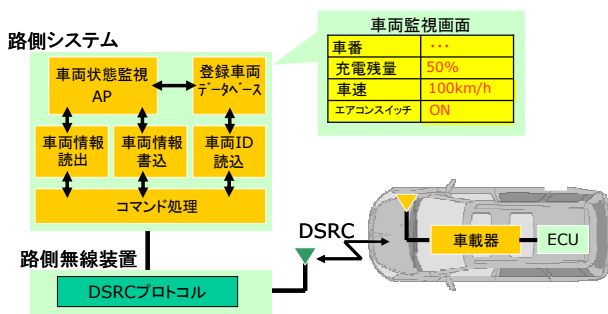 路側システム
車両状態監視
AP
登録車両
データベース
車両情報
読出
車両情報
書込
車両ID
読込
コマンド処理
路側無線装置
DSRCプロトコル
車両監視画面
車番 ・・・
充電残量 50%
車速 100km/h
エアコンスイッチ ON
DSRC
車載器
ECU